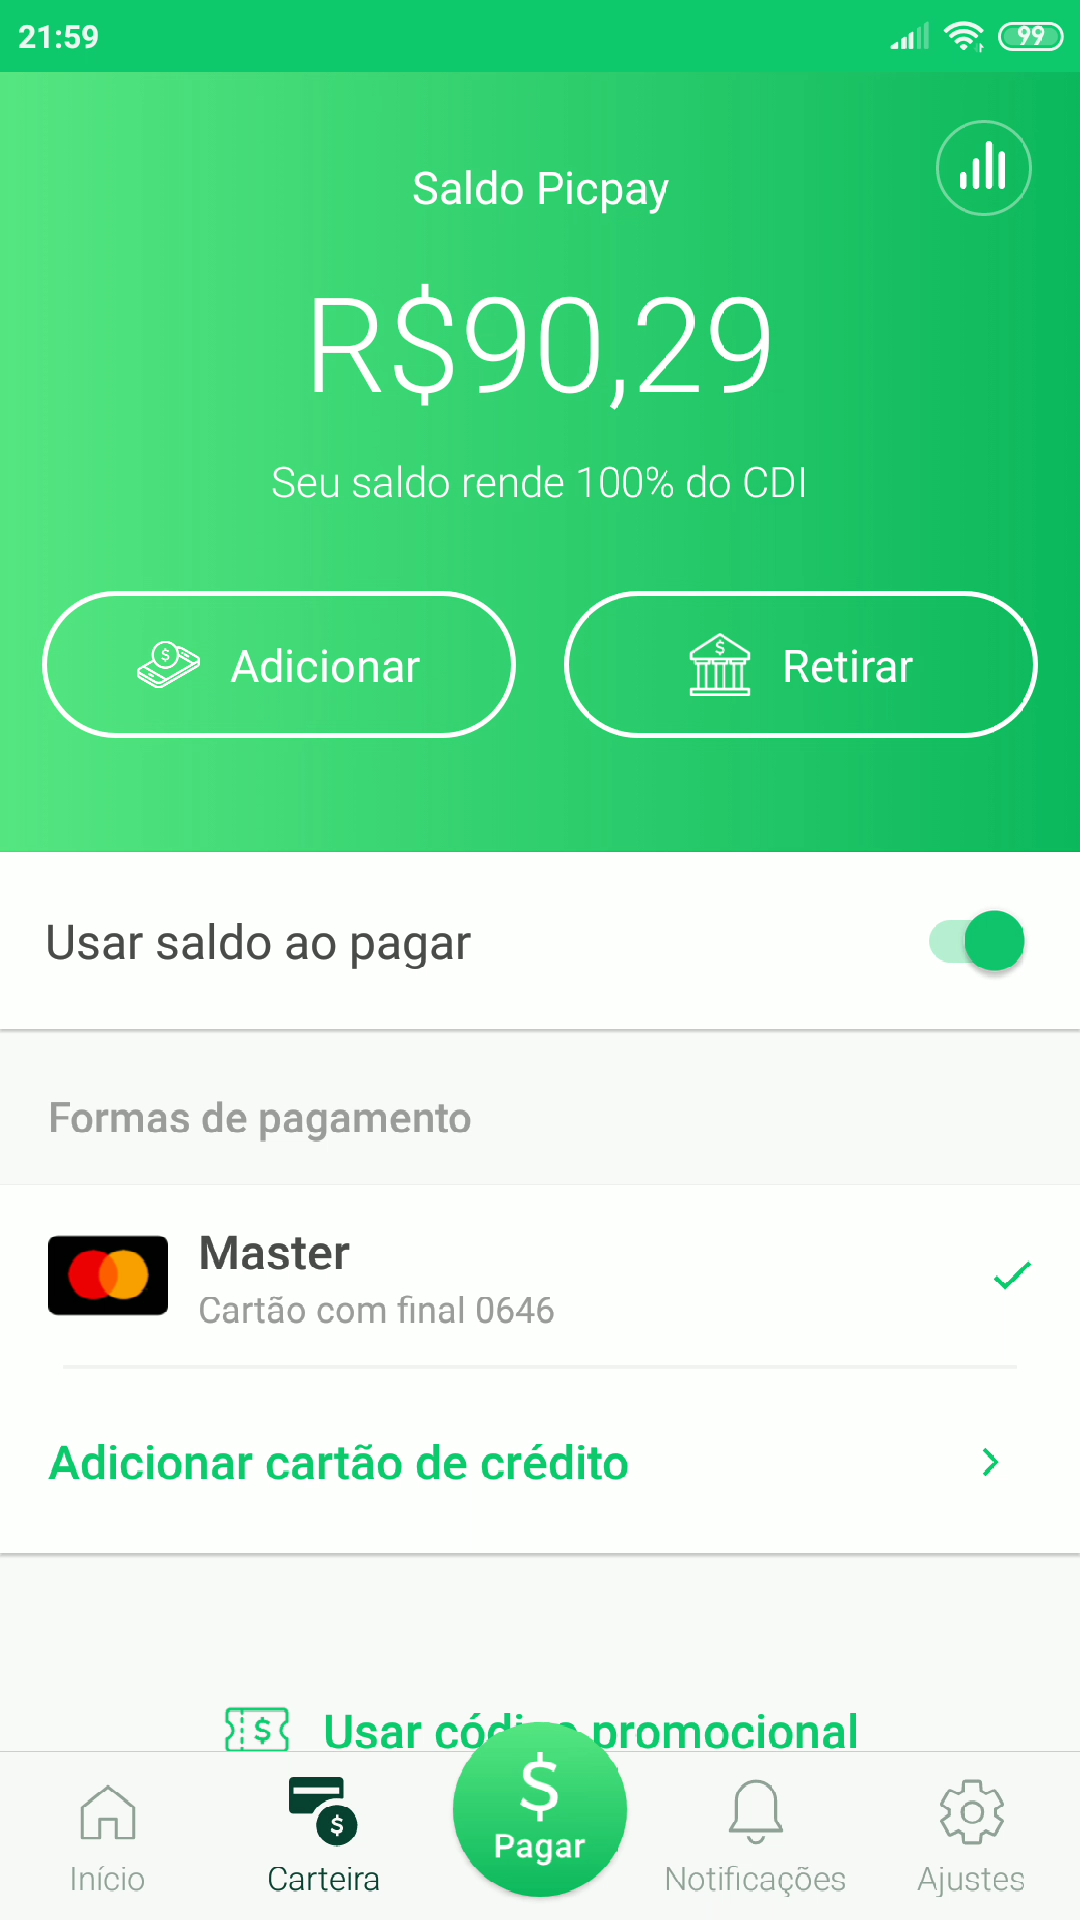 21:59
99
Saldo Picpay
R$90,29
Seu saldo rende 100% do CDI
$ Adicionar
$ Retirar
Usar saldo ao pagar
Formas de pagamento
Master
Cartão com final 0646
Adicionar cartão de crédito
$ Usar código promocional
$
$
Pagar
Início
Carteira
Notificações
Ajustes